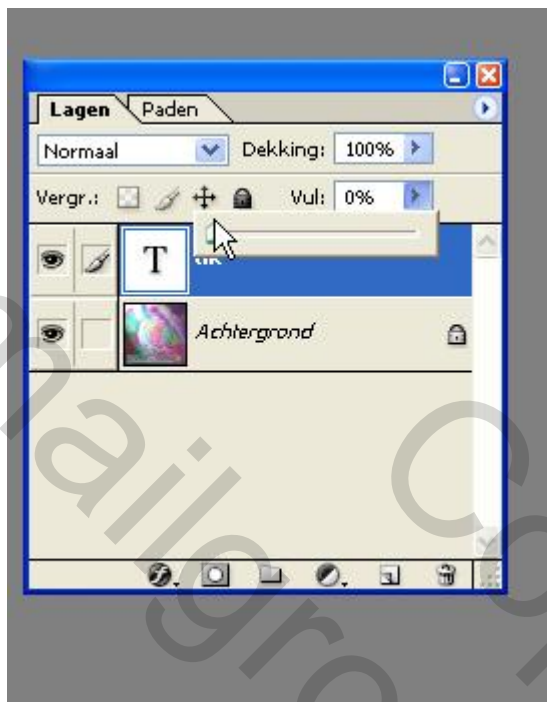 Lagen Paden
Normaal Dekking: 100%
Vergr.: Vul: 0%
T
Achtergrond